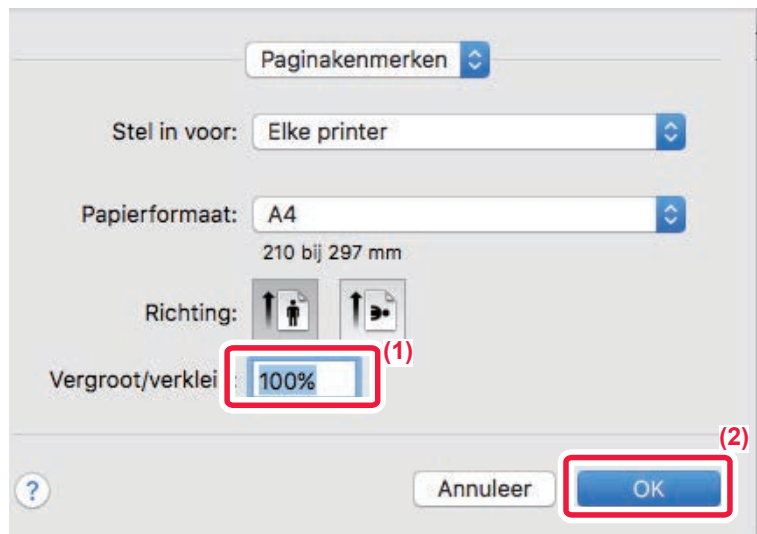 Paginakenmerken
Stel in voor: Elke printer
Papierformaat: A4
210 bij 297 mm
Richting:
(1)
Vergroot/verklei : 100%
(2)
? Annuleer OK